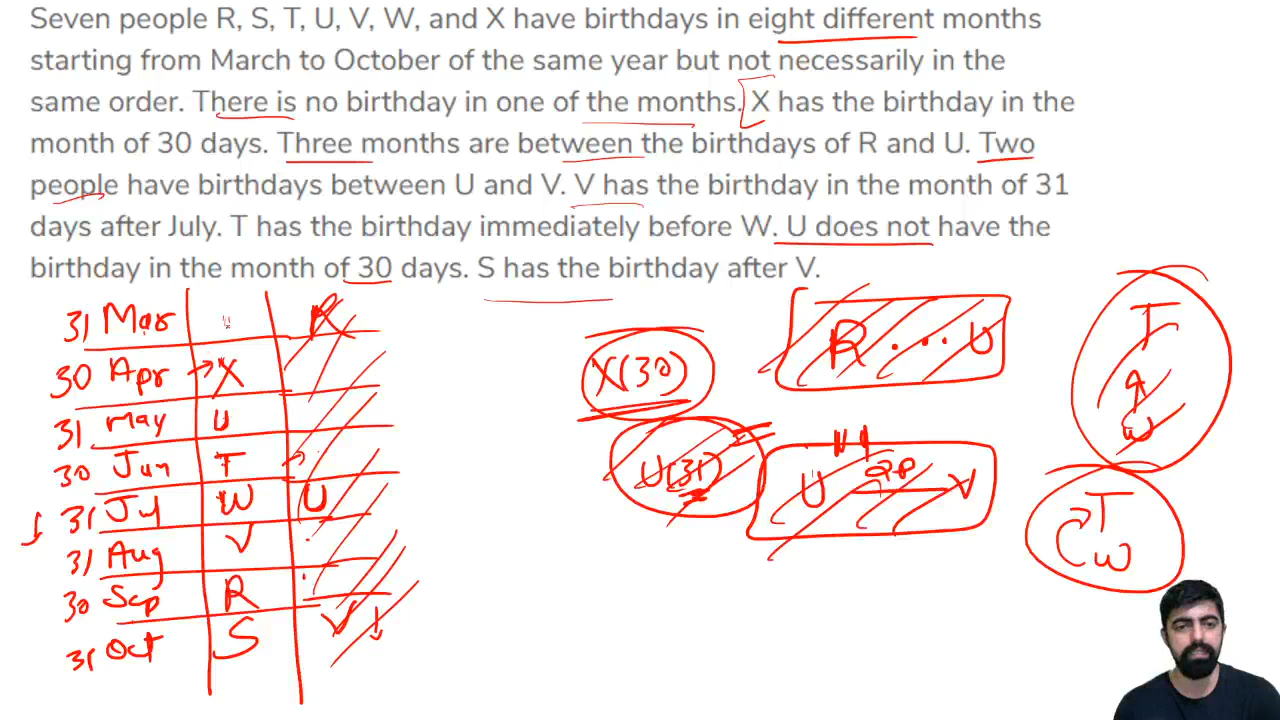 Seven people R, S, T, U, V, W, and X have birthdays in eight different months
starting from March to October of the same year but not necessarily in the
same order. There is no birthday in one of the months. X has the birthday in the
month of 30 days. Three months are between the birthdays of R and U. Two
people have birthdays between U and V. V has the birthday in the month of 31
days after July. T has the birthday immediately before W. U does not have the
birthday in the month of 30 days. S has the birthday after V.
31 Mar R
30 Apr X
31 May U
30 Jun T
31 Jul W U
31 Aug V
30 Sep R
31 Oct S V
X(30)
R . . . U
U(31)
U 2P V
T
W
T
W